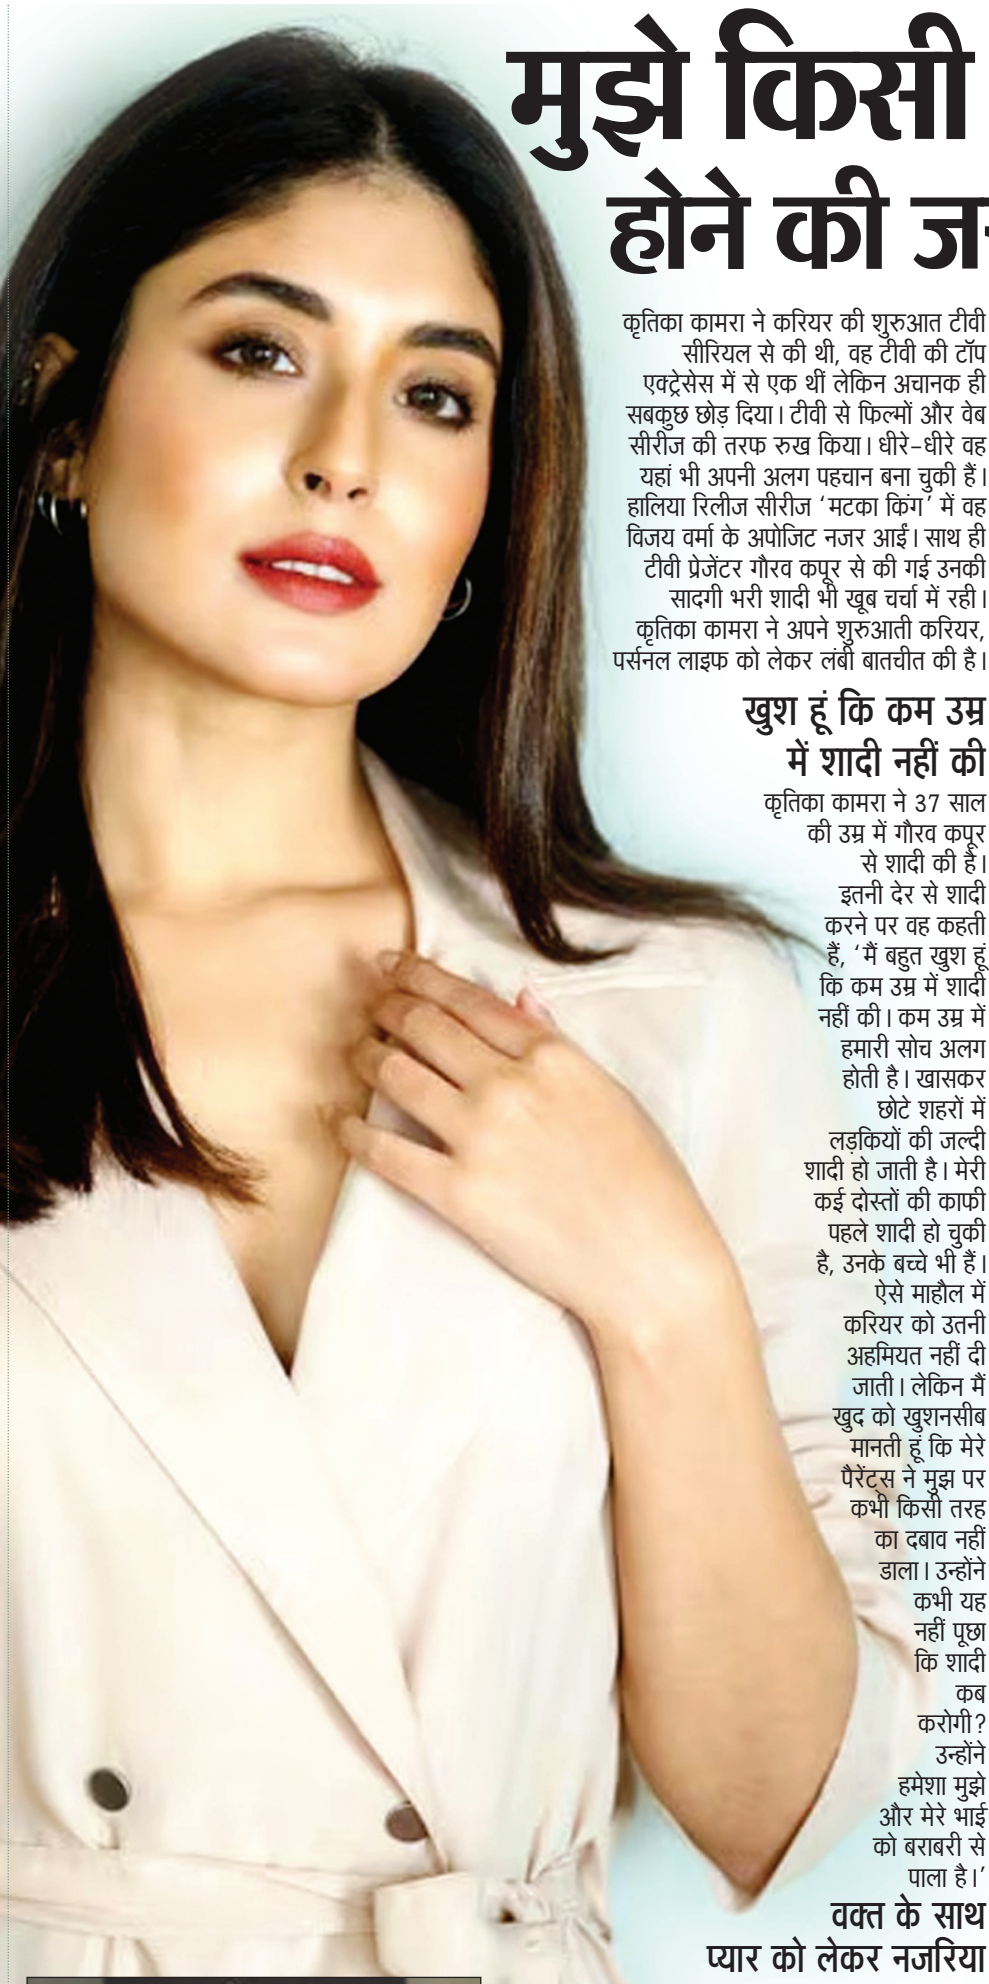 मुझे किसी
होने की
कृतिका कामरा ने करियर की शुरुआत टीवी
सीरियल से की थी, वह टीवी की टॉप
एक्ट्रेसेस में से एक थीं लेकिन अचानक ही
सबकुछ छोड़ दिया। टीवी से फिल्मों और वेब
सीरीज की तरफ रुख किया। धीरे-धीरे वह
यहां भी अपनी अलग पहचान बना चुकी हैं।
हालिया रिलीज सीरीज ‘मटका किंग’ में वह
विजय वर्मा के अपोजिट नजर आईं। साथ ही
टीवी प्रेजेंटर गौरव कपूर से की गई उनकी
सादगी भरी शादी भी खूब चर्चा में रही।
कृतिका कामरा ने अपने शुरुआती करियर,
पर्सनल लाइफ को लेकर लंबी बातचीत की है।
खुश हूं कि कम उम्र
में शादी नहीं की
कृतिका कामरा ने 37 साल
की उम्र में गौरव कपूर
से शादी की है।
इतनी देर से शादी
करने पर वह कहती
हैं, ‘मैं बहुत खुश हूं
कि कम उम्र में शादी
नहीं की। कम उम्र में
हमारी सोच अलग
होती है। खासकर
छोटे शहरों में
लड़कियों की जल्दी
शादी हो जाती है। मेरी
कई दोस्तों की काफी
पहले शादी हो चुकी
है, उनके बच्चे भी हैं।
ऐसे माहौल में
करियर को उतनी
अहमियत नहीं दी
जाती। लेकिन मैं
खुद को खुशनसीब
मानती हूं कि मेरे
पैरेंट्स ने मुझ पर
कभी किसी तरह
का दबाव नहीं
डाला। उन्होंने
कभी यह
नहीं पूछा
कि शादी
कब
करोगी?
उन्होंने
हमेशा मुझे
और मेरे भाई
को बराबरी से
पाला है।’
वक्त के साथ
प्यार को लेकर नजरिया